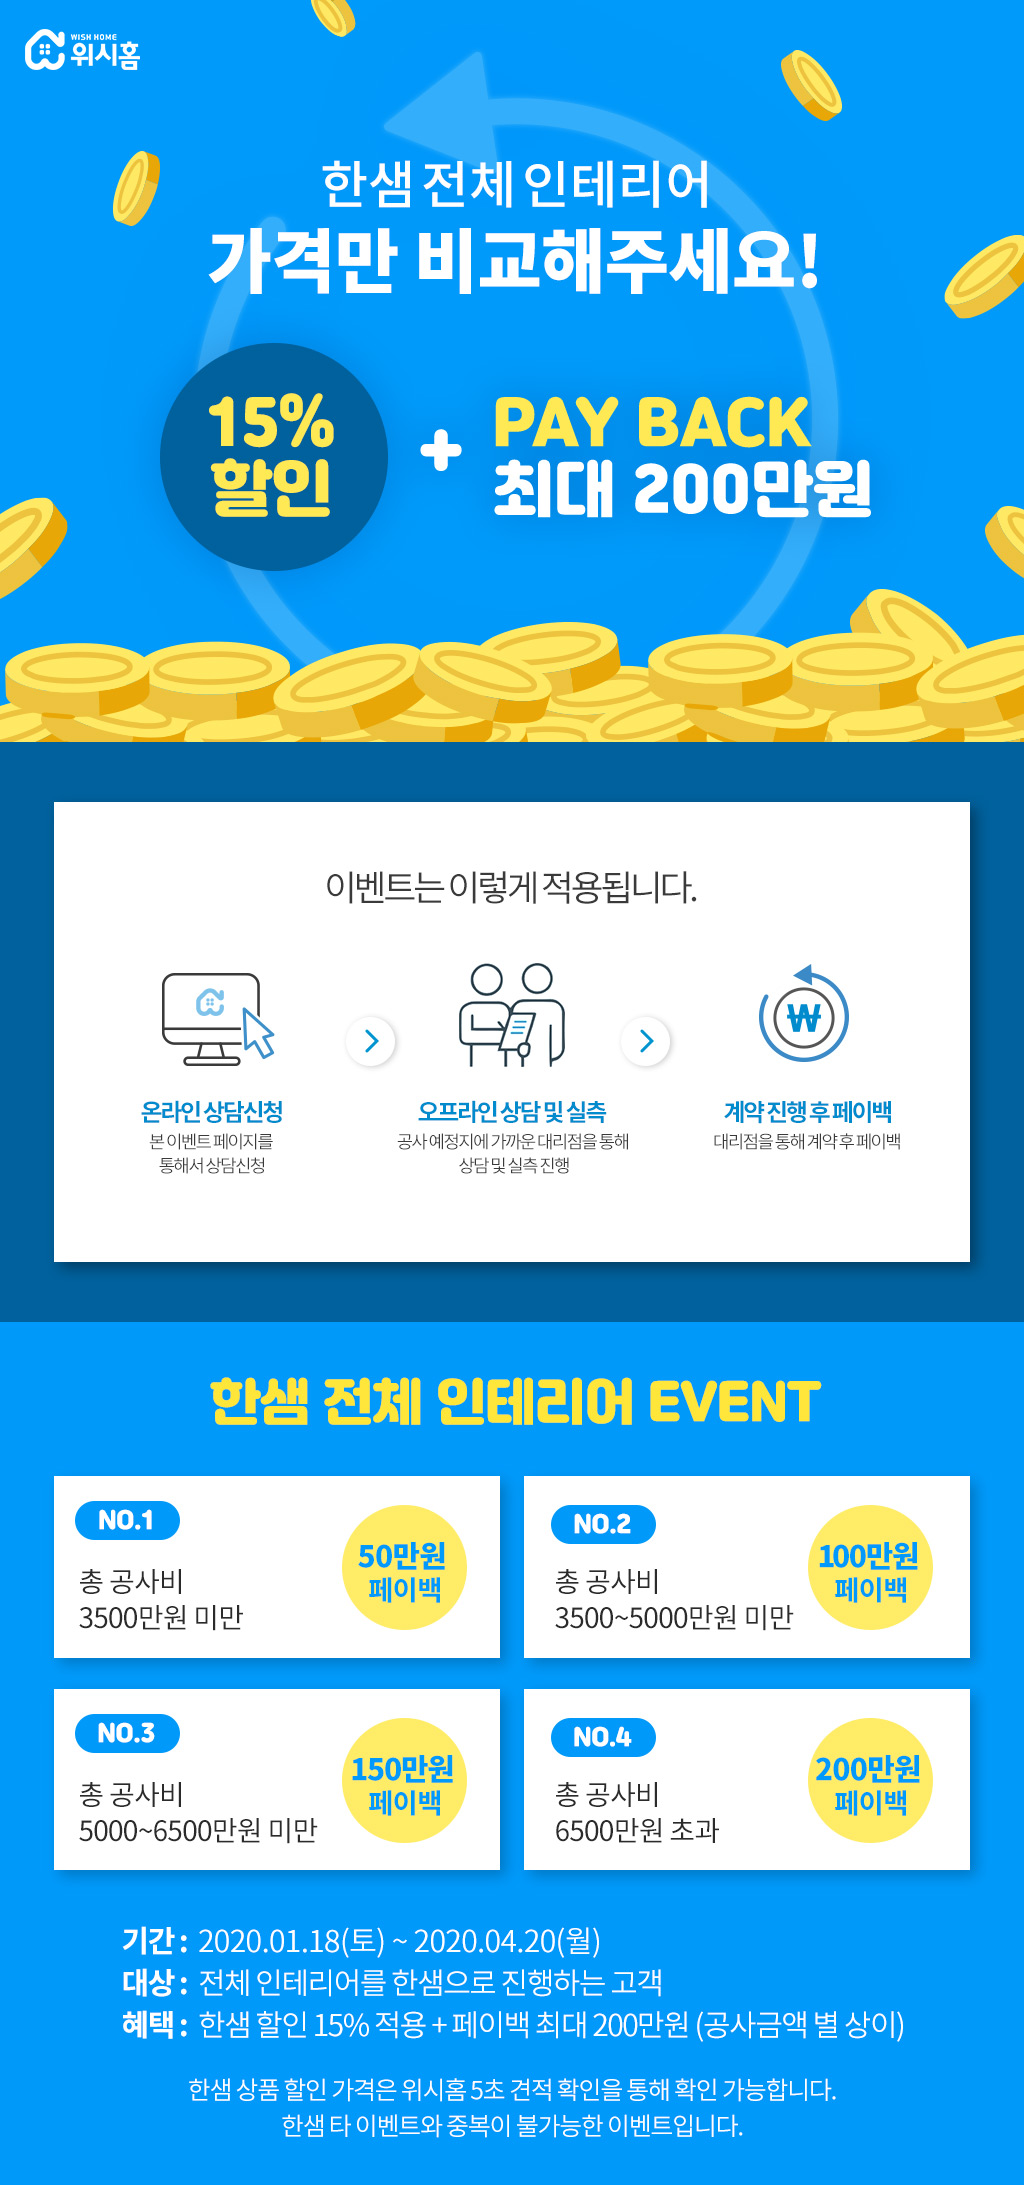 WISH HOME
위시홈
한샘 전체 인테리어
가격만 비교해주세요!
15%
할인
+
PAY BACK
최대 200만원
이벤트는 이렇게 적용됩니다.
₩
온라인 상담신청
본 이벤트 페이지를
통해서 상담신청
오프라인 상담 및 실측
공사 예정지에 가까운 대리점을 통해
상담 및 실측 진행
계약 진행 후 페이백
대리점을 통해 계약 후 페이백
한샘 전체 인테리어 EVENT
NO.1
총 공사비
3500만원 미만
50만원
페이백
NO.2
총 공사비
3500~5000만원 미만
100만원
페이백
NO.3
총 공사비
5000~6500만원 미만
150만원
페이백
NO.4
총 공사비
6500만원 초과
200만원
페이백
기간 : 2020.01.18(토) ~ 2020.04.20(월)
대상 : 전체 인테리어를 한샘으로 진행하는 고객
혜택 : 한샘 할인 15% 적용 + 페이백 최대 200만원 (공사금액 별 상이)
한샘 상품 할인 가격은 위시홈 5초 견적 확인을 통해 확인 가능합니다.
한샘 타 이벤트와 중복이 불가능한 이벤트입니다.